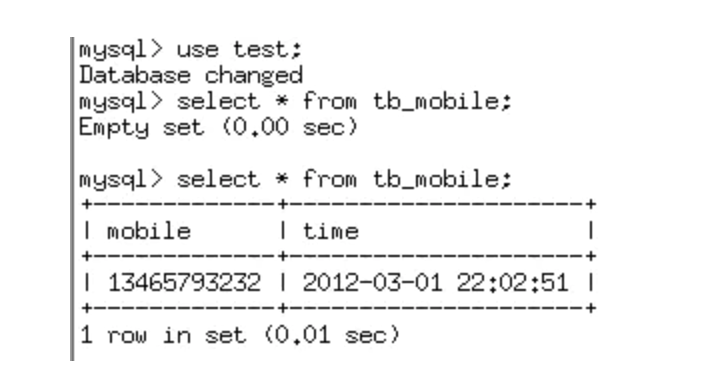 mysql> use test;
Database changed
mysql> select * from tb_mobile;
Empty set (0.00 sec)
mysql> select * from tb_mobile;
+-------------+---------------------+
| mobile      | time                |
+-------------+---------------------+
| 13465793232 | 2012-03-01 22:02:51 |
+-------------+---------------------+
1 row in set (0.01 sec)